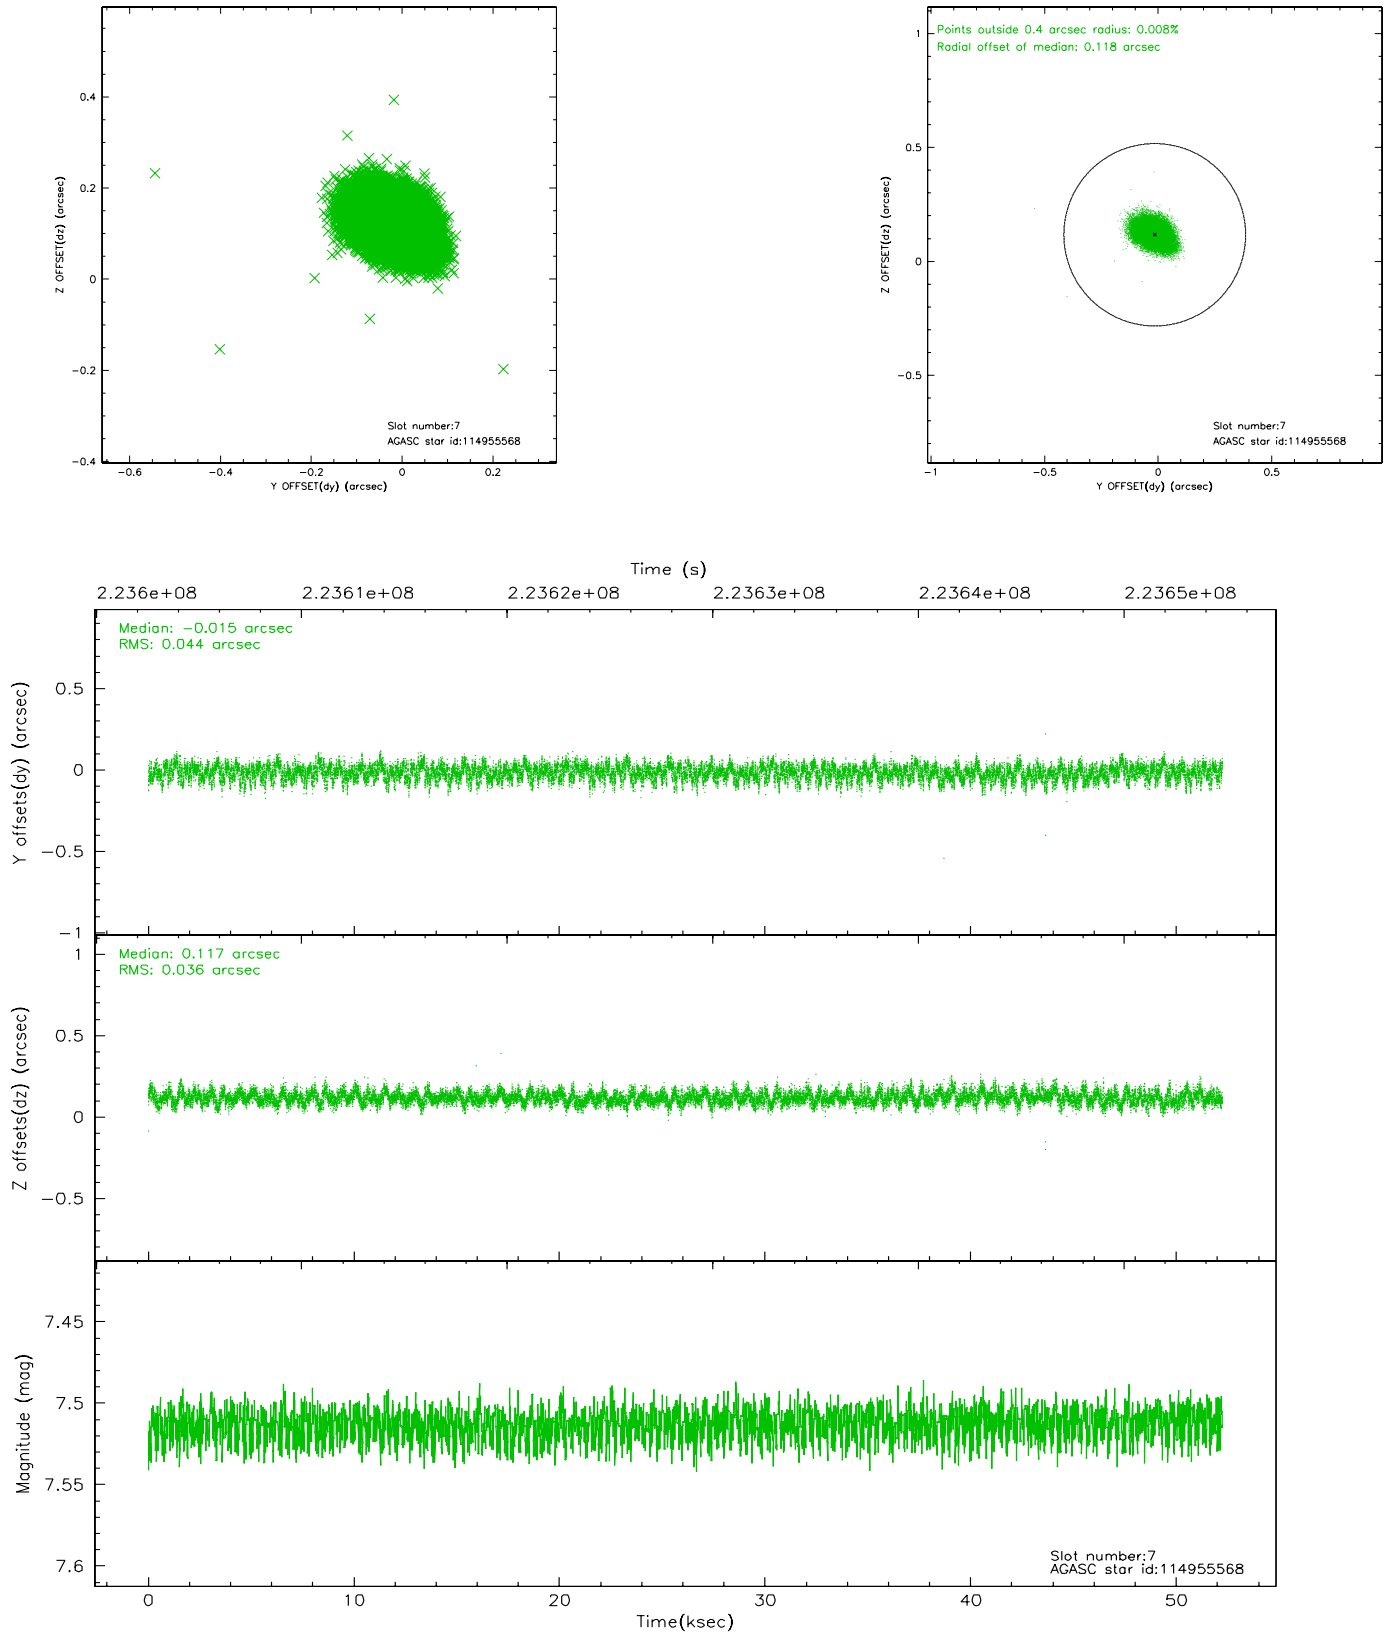 0.4
0.2
0
−0.2
−0.4
−0.6
−0.4
−0.2
0
0.2
Z OFFSET(dz) (arcsec)
Y OFFSET(dy) (arcsec)
Slot number:7
AGASC star id:114955568
Points outside 0.4 arcsec radius: 0.008%
Radial offset of median: 0.118 arcsec
1
0.5
0
−0.5
−1
−0.5
0
0.5
Z OFFSET(dz) (arcsec)
Y OFFSET(dy) (arcsec)
Slot number:7
AGASC star id:114955568
Time (s)
2.236e+08
2.2361e+08
2.2362e+08
2.2363e+08
2.2364e+08
2.2365e+08
Median: −0.015 arcsec
RMS: 0.044 arcsec
0.5
0
−0.5
−1
Y offsets(dy) (arcsec)
Median: 0.117 arcsec
RMS: 0.036 arcsec
1
0.5
0
−0.5
Z offsets(dz) (arcsec)
7.45
7.5
7.55
7.6
Magnitude (mag)
Slot number:7
AGASC star id:114955568
0
10
20
30
40
50
Time(ksec)